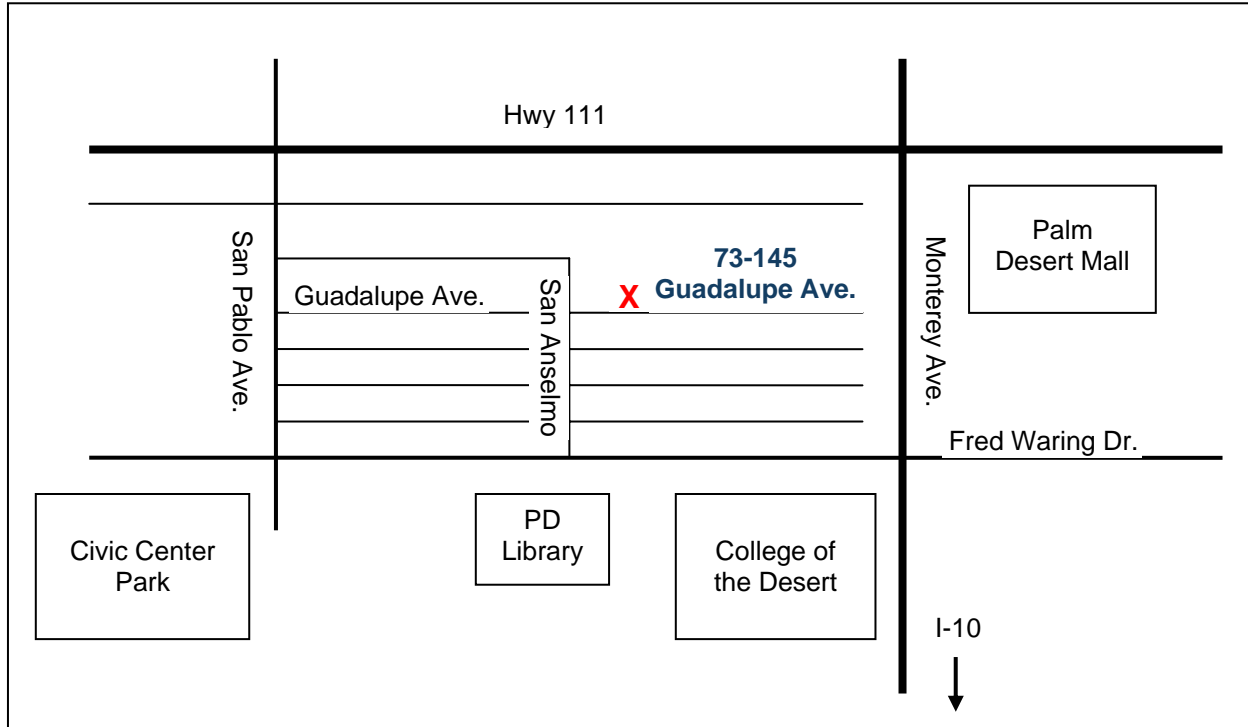 Hwy 111
San Pablo Ave.
Guadalupe Ave.
San Anselmo
X
73-145
Guadalupe Ave.
Monterey Ave.
Palm
Desert Mall
Fred Waring Dr.
Civic Center
Park
PD
Library
College of
the Desert
I-10